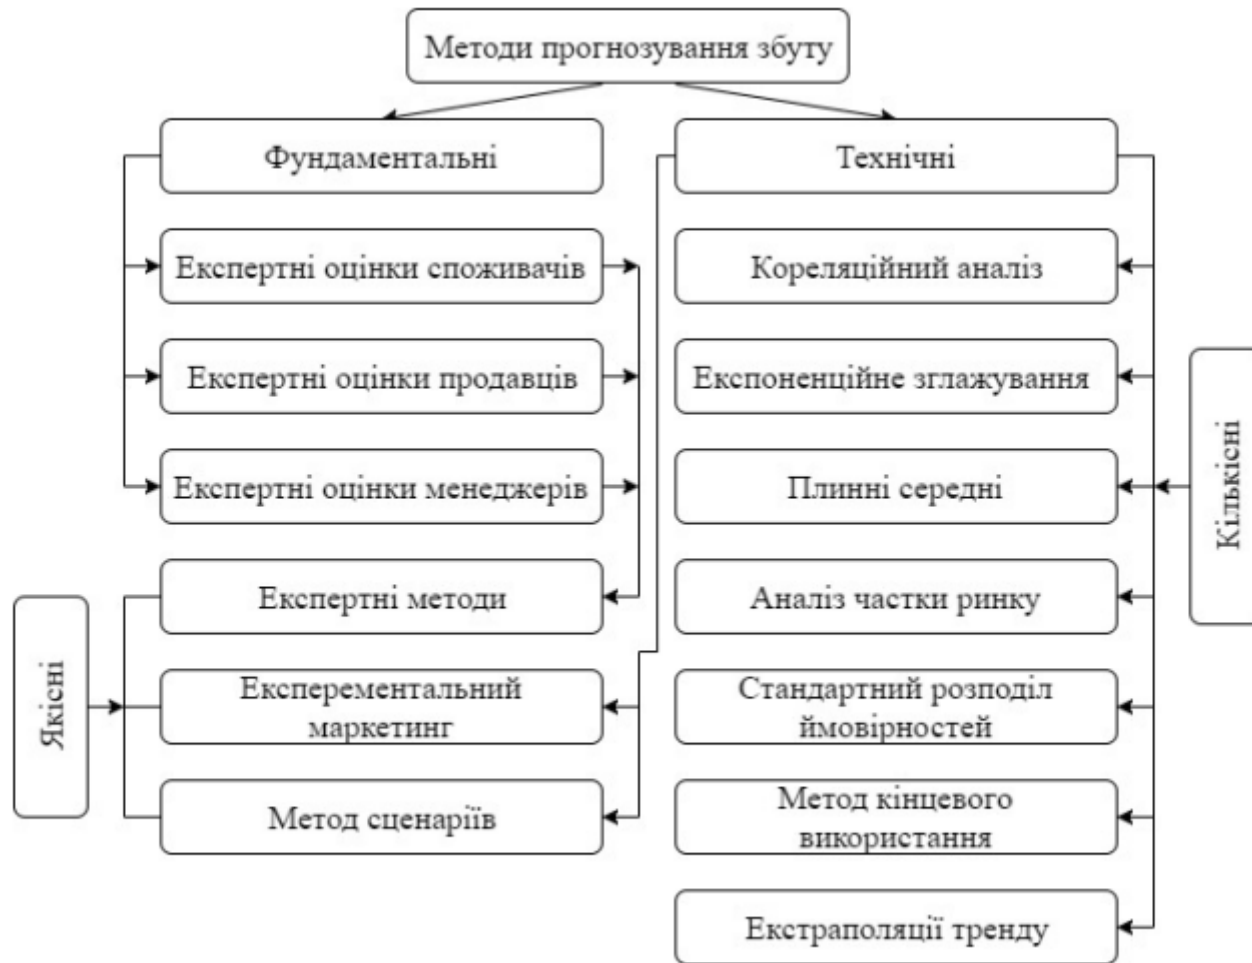 Методи прогнозування збуту
Фундаментальні
Технічні
Експертні оцінки споживачів
Кореляційний аналіз
Експертні оцінки продавців
Експоненційне зглажування
Експертні оцінки менеджерів
Плинні середні
Кількісні
Експертні методи
Аналіз частки ринку
Якісні
Експерементальний
маркетинг
Стандартний розподіл
ймовірностей
Метод сценаріїв
Метод кінцевого
використання
Екстраполяції тренду